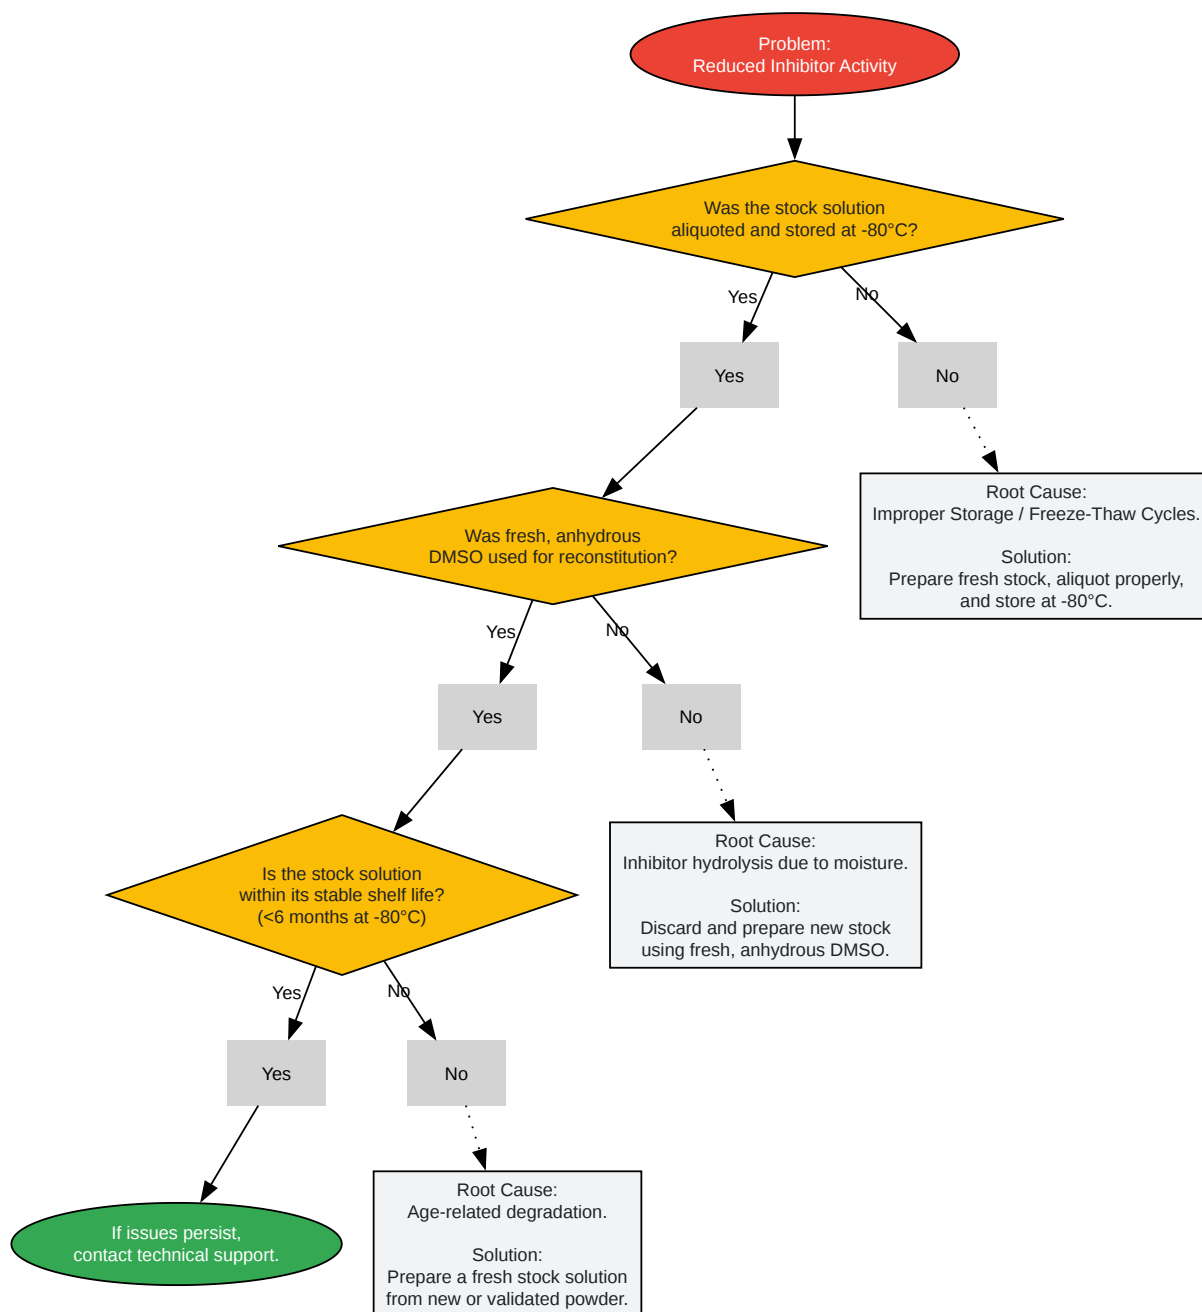 Problem:
Reduced Inhibitor Activity
Was the stock solution
aliquoted and stored at -80°C?
Yes
No
Yes
No
Root Cause:
Improper Storage / Freeze-Thaw Cycles.
Solution:
Prepare fresh stock, aliquot properly,
and store at -80°C.
Was fresh, anhydrous
DMSO used for reconstitution?
Yes
No
Yes
No
Root Cause:
Inhibitor hydrolysis due to moisture.
Solution:
Discard and prepare new stock
using fresh, anhydrous DMSO.
Is the stock solution
within its stable shelf life?
(<6 months at -80°C)
Yes
No
Yes
No
If issues persist,
contact technical support.
Root Cause:
Age-related degradation.
Solution:
Prepare a fresh stock solution
from new or validated powder.